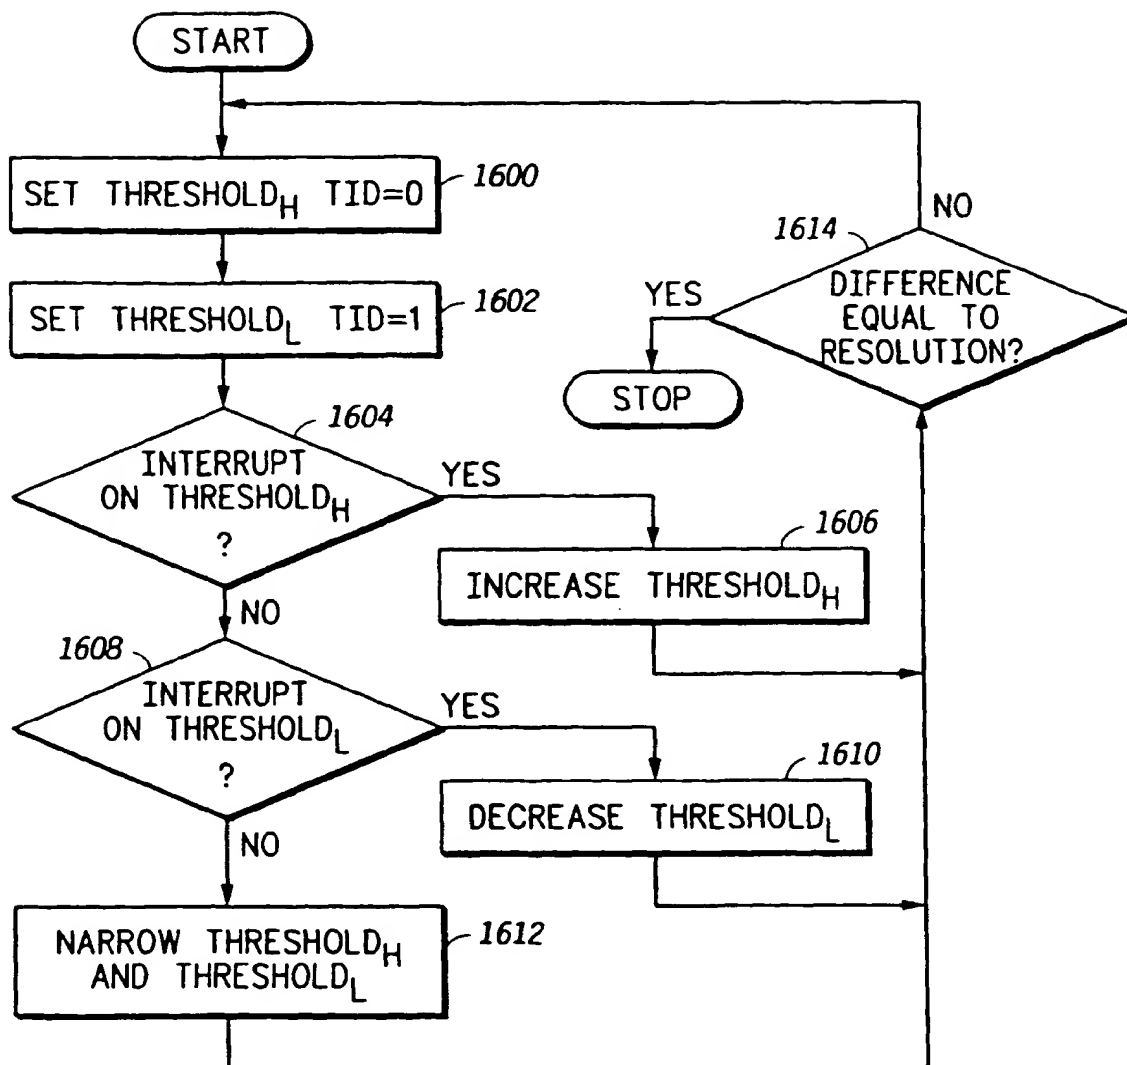 START
SET THRESHOLD_H TID=0
1600
SET THRESHOLD_L TID=1
1602
INTERRUPT
ON THRESHOLD_H
?
1604
YES
NO
INCREASE THRESHOLD_H
1606
INTERRUPT
ON THRESHOLD_L
?
1608
YES
NO
DECREASE THRESHOLD_L
1610
NARROW THRESHOLD_H
AND THRESHOLD_L
1612
DIFFERENCE
EQUAL TO
RESOLUTION?
1614
NO
YES
STOP